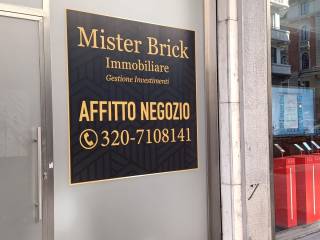 Mister Brick
Immobiliare
Gestione Investimenti
AFFITTO NEGOZIO
320-7108141